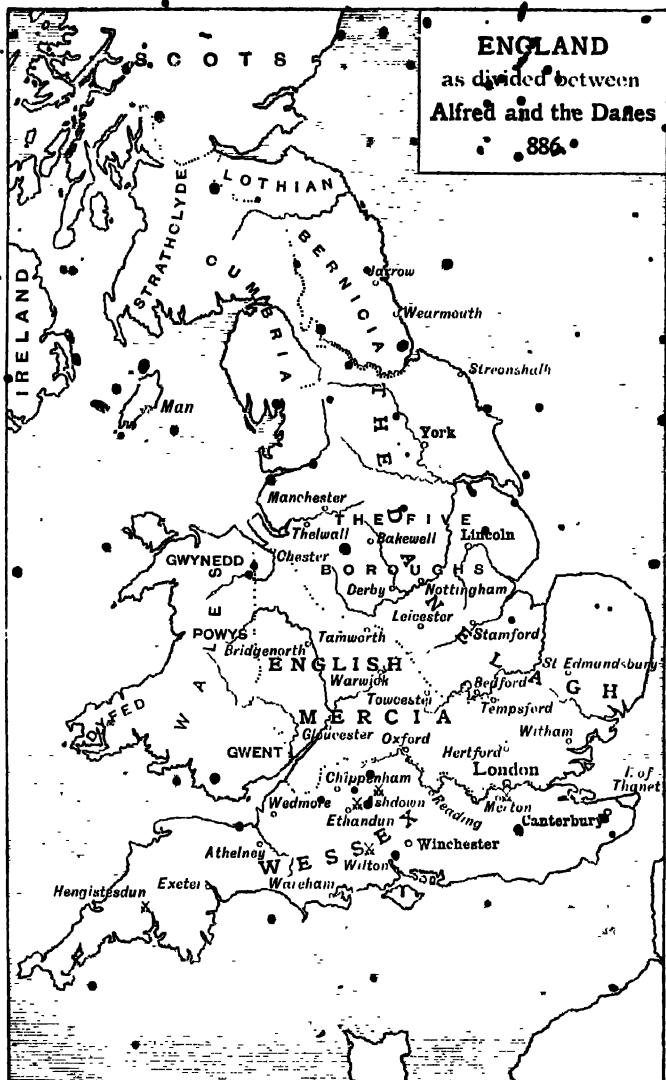 ENGLAND
as divided between
Alfred and the Danes
886
SCOTS
LOTHIAN
STRATHCLYDE
BERNICIA
CUMBRIA
IRELAND
Jarrow
Wearmouth
Streonshalh
Man
THE
York
Manchester
THE FIVE
Thelwall
Bakewell
Lincoln
Chester
GWYNEDD
BOROUGHS
Derby
Nottingham
DANELAGH
WALES
Leicester
POWYS
Tamworth
Stamford
Bridgenorth
ENGLISH
St Edmundsbury
Warwick
Bedford
Towcester
Tempsford
DYFED
MERCIA
Gloucester
Witham
Oxford
Hertford
GWENT
London
I. of
Thanet
Chippenham
Wedmore
Ashdown
Reading
Merton
Ethandun
Canterbury
WESSEX
Winchester
Athelney
Wilton
Hengistesdun
Exeter
Wareham